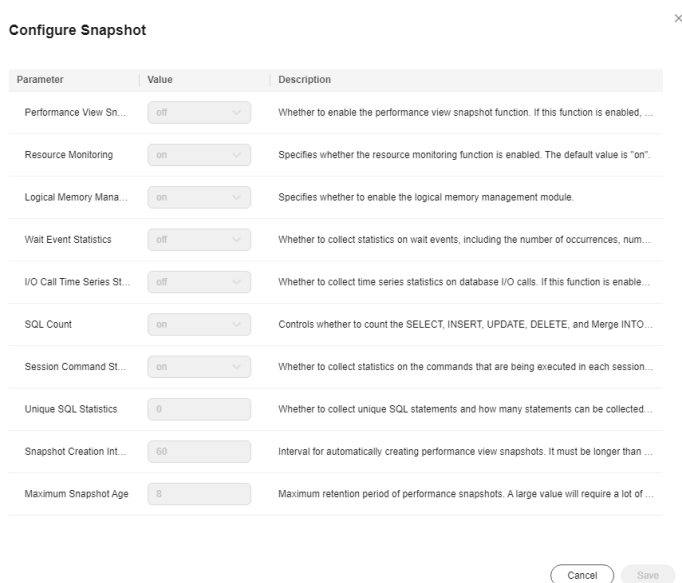 Configure Snapshot
Parameter Value Description
Performance View Sn... off Whether to enable the performance view snapshot function. If this function is enabled, ...
Resource Monitoring on Specifies whether the resource monitoring function is enabled. The default value is "on".
Logical Memory Mana... on Specifies whether to enable the logical memory management module.
Wait Event Statistics off Whether to collect statistics on wait events, including the number of occurrences, num...
I/O Call Time Series St... off Whether to collect time series statistics on database I/O calls. If this function is enable...
SQL Count on Controls whether to count the SELECT, INSERT, UPDATE, DELETE, and Merge INTO...
Session Command St... on Whether to collect statistics on the commands that are being executed in each session...
Unique SQL Statistics 0 Whether to collect unique SQL statements and how many statements can be collected...
Snapshot Creation Int... 60 Interval for automatically creating performance view snapshots. It must be longer than ...
Maximum Snapshot Age 8 Maximum retention period of performance snapshots. A large value will require a lot of ...
Cancel Save